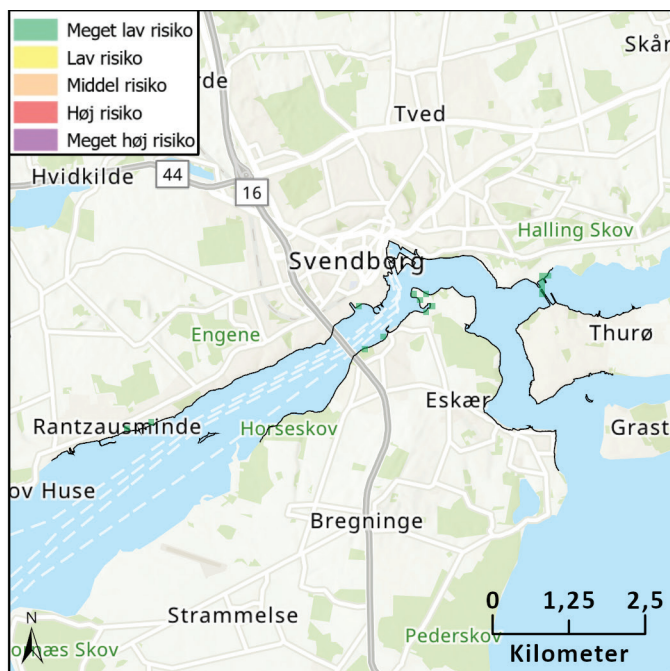 Meget lav risiko
Lav risiko
Middel risiko
Høj risiko
Meget høj risiko
Skår
rde
Tved
Hvidkilde
44
16
Halling Skov
Svendborg
Engene
Thurø
Eskær
Rantzausminde
Horseskov
Grast
ov Huse
Bregninge
0 1,25 2,5
Kilometer
Strammelse
N
ornæs Skov
Pederskov